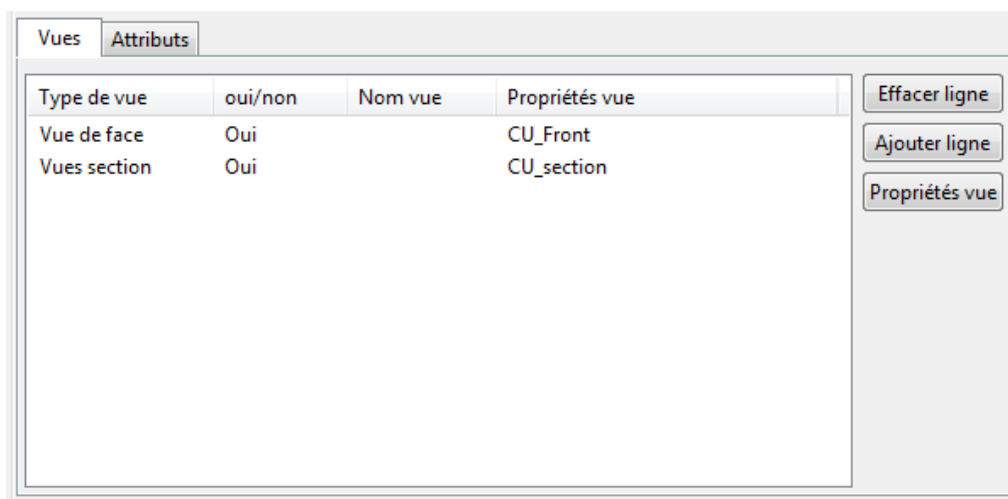 Vues Attributs
Type de vue oui/non Nom vue Propriétés vue
Vue de face Oui CU_Front
Vues section Oui CU_section
Effacer ligne
Ajouter ligne
Propriétés vue